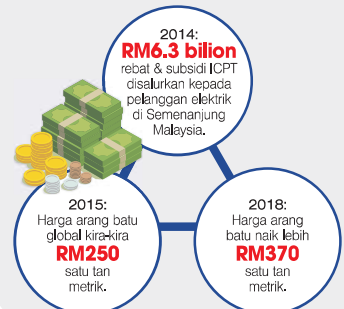 2014:
RM6.3 bilion
rebat & subsidi ICPT
disalurkan kepada
pelanggan elektrik
di Semenanjung
Malaysia.
2015:
Harga arang batu
global kira-kira
RM250
satu tan
metrik.
2018:
Harga arang
batu naik lebih
RM370
satu tan
metrik.